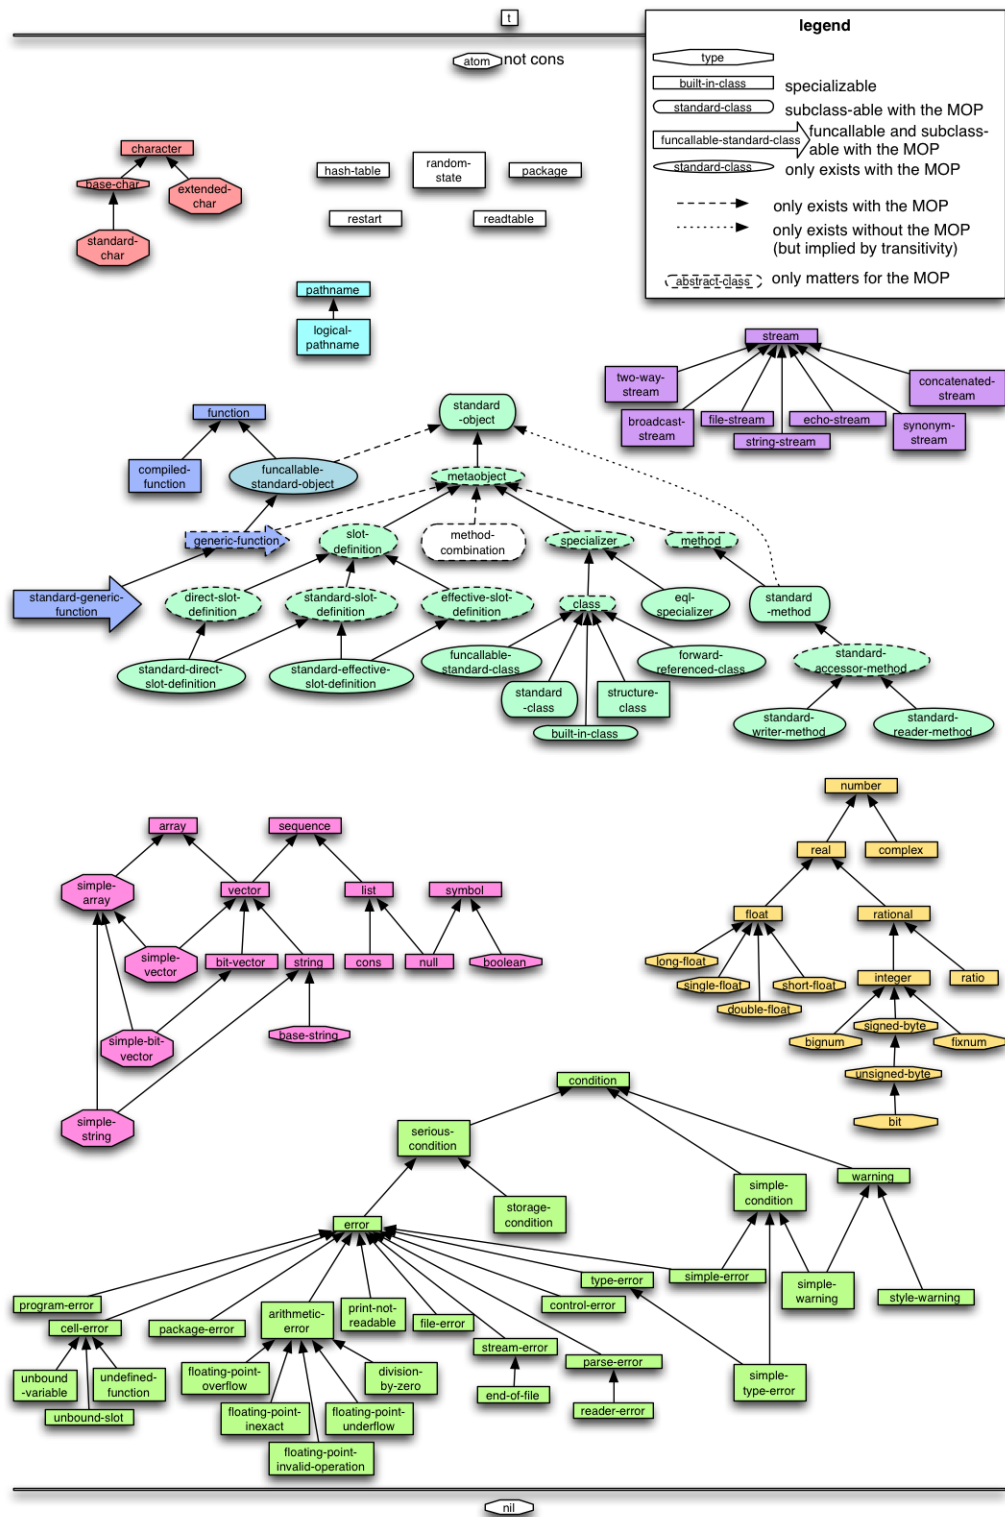 t
legend
type
built-in-class
specializable
standard-class
subclass-able with the MOP
funcallable-standard-class
funcallable and subclass-
able with the MOP
standard-class
only exists with the MOP
only exists with the MOP
only exists without the MOP
(but implied by transitivity)
abstract-class
only matters for the MOP
atom
not cons
character
base-char
extended-
char
standard-
char
hash-table
random-
state
package
restart
readtable
pathname
logical-
pathname
stream
two-way-
stream
concatenated-
stream
broadcast-
stream
file-stream
echo-stream
synonym-
stream
string-stream
function
standard
-object
compiled-
function
funcallable-
standard-object
metaobject
generic-function
slot-
definition
method-
combination
specializer
method
standard-generic-
function
direct-slot-
definition
standard-slot-
definition
effective-slot-
definition
class
eql-
specializer
standard
-method
standard-direct-
slot-definition
standard-effective-
slot-definition
funcallable-
standard-class
forward-
referenced-class
standard-
accessor-method
standard
-class
structure-
class
built-in-class
standard-
writer-method
standard-
reader-method
number
array
sequence
real
complex
simple-
array
vector
list
symbol
float
rational
simple-
vector
bit-vector
string
cons
null
boolean
long-float
single-float
short-float
double-float
integer
ratio
simple-bit-
vector
base-string
bignum
signed-byte
fixnum
unsigned-byte
bit
simple-
string
condition
serious-
condition
simple-
condition
warning
storage-
condition
error
type-error
simple-error
simple-
warning
style-warning
program-error
cell-error
package-error
arithmetic-
error
print-not-
readable
file-error
control-error
stream-error
parse-error
unbound
-variable
undefined-
function
unbound-slot
floating-point-
overflow
division-
by-zero
floating-point-
inexact
floating-point-
underflow
floating-point-
invalid-operation
end-of-file
reader-error
simple-
type-error
nil